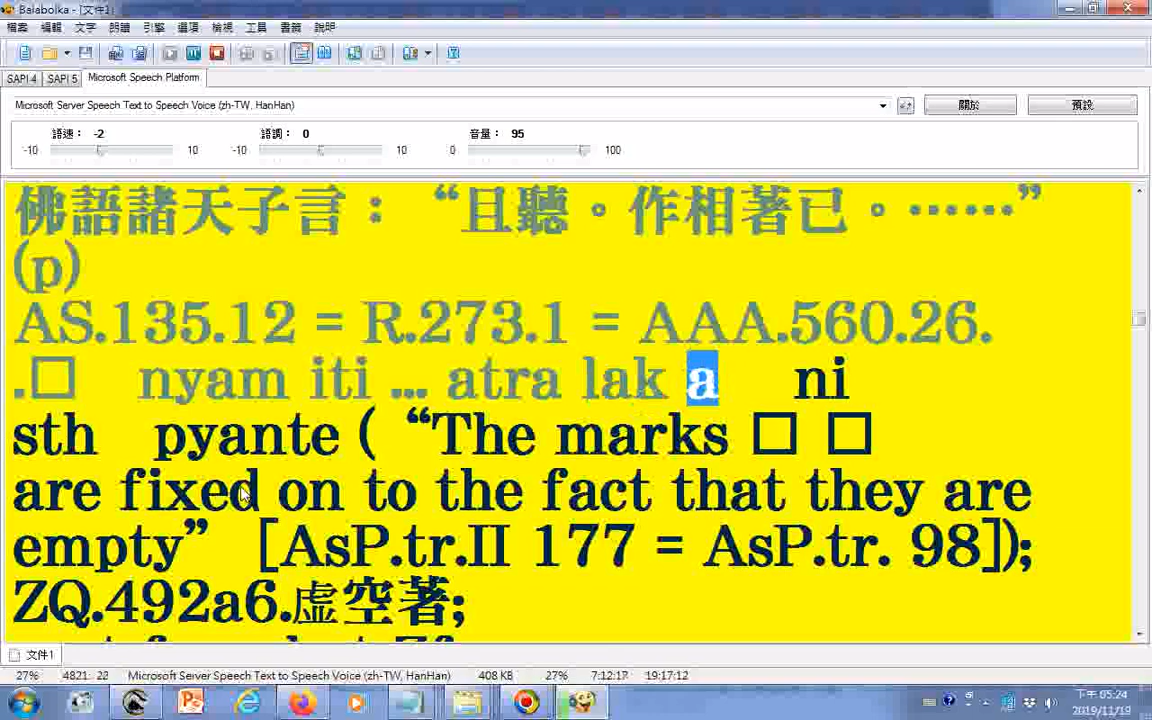 Balabolka - [文件1]
檔案 編輯 文字 朗讀 引擎 選項 檢視 工具 書籤 說明
SAPI 4 SAPI 5 Microsoft Speech Platform
Microsoft Server Speech Text to Speech Voice (zh-TW, HanHan) 關於 預設
語速： -2 語調： 0 音量： 95
-10 10 -10 10 0 100
佛語諸天子言：“且聽。作相著已。……”
(p)
AS.135.12 = R.273.1 = AAA.560.26.
.□ nyam iti ... atra lak a ni
sth pyante (“The marks □ □
are fixed on to the fact that they are
empty” [AsP.tr.II 177 = AsP.tr. 98]);
ZQ.492a6.虛空著;
文件1
27% 4821: 28 Microsoft Server Speech Text to Speech Voice (zh-TW, HanHan) 408 KB 27% 7:12:17 19:17:12
下午 05:24
2019/11/19